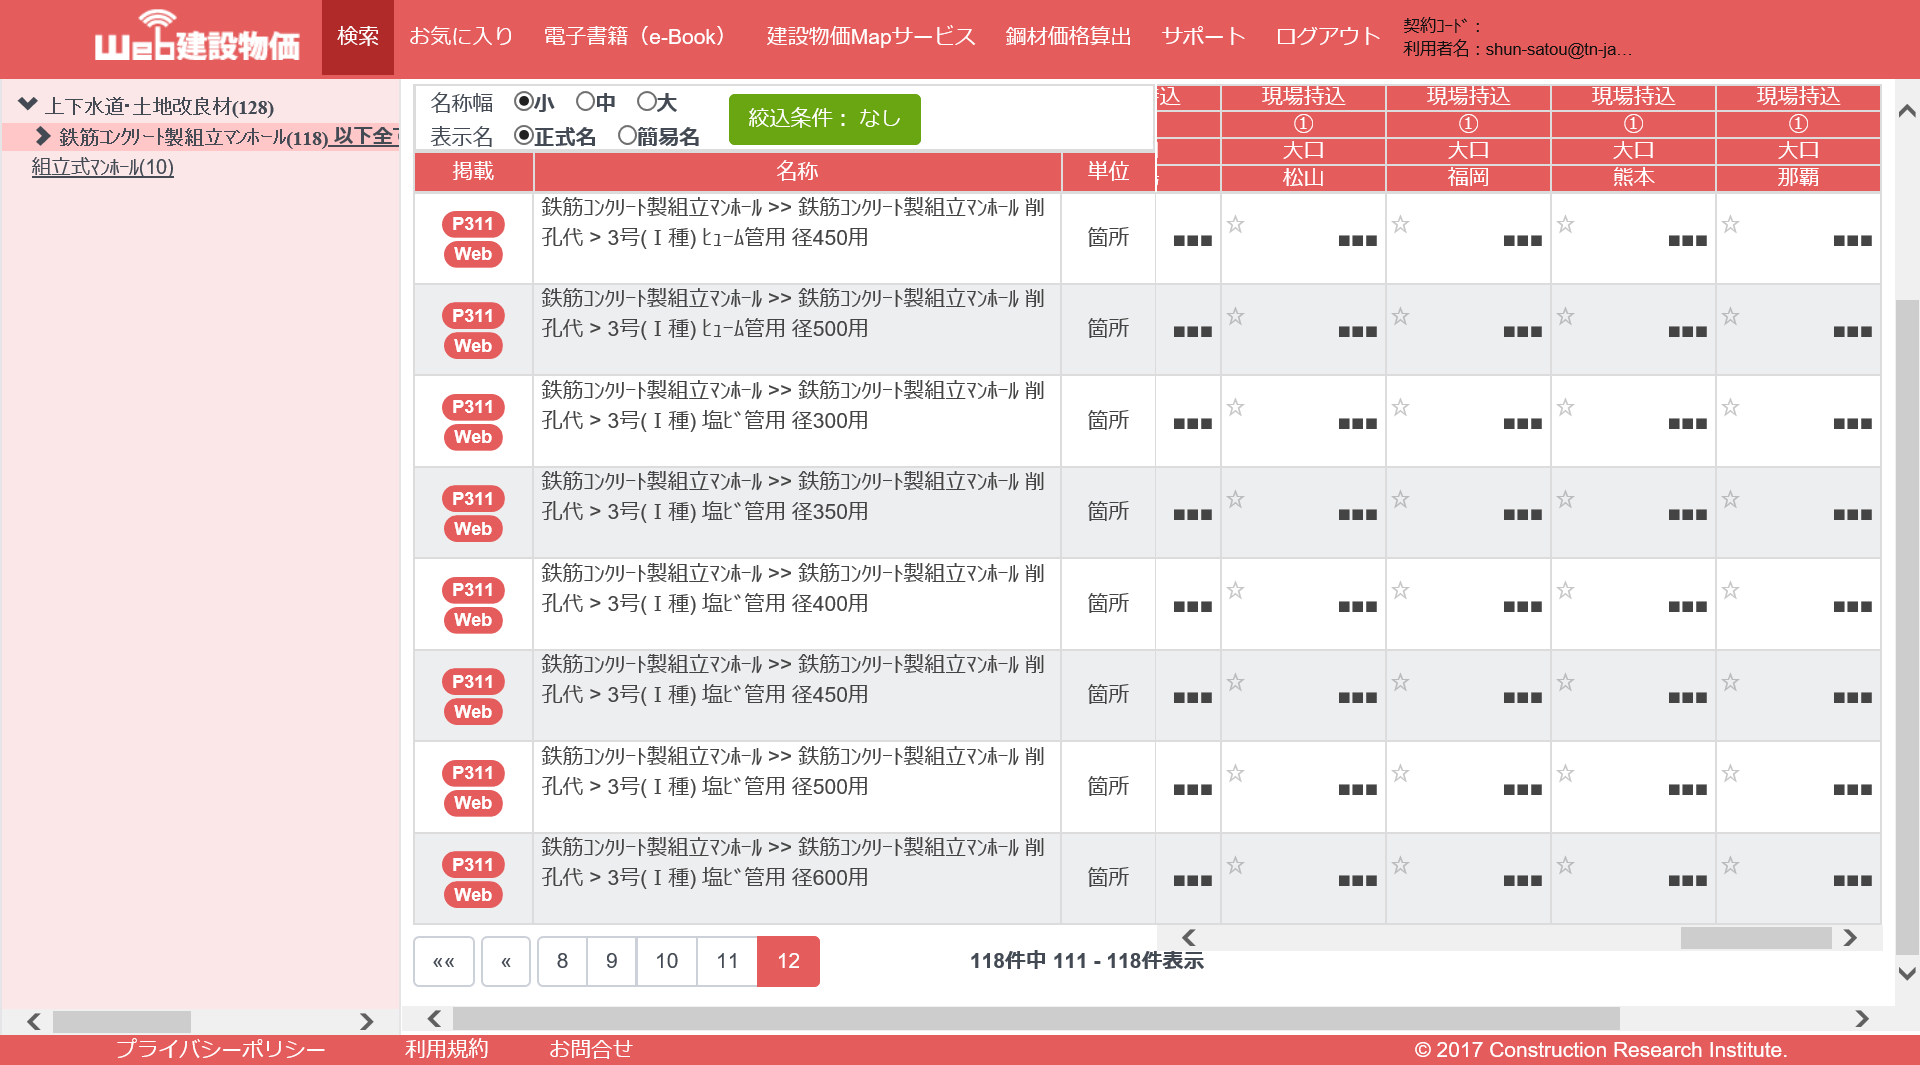 Web建設物価
検索 お気に入り 電子書籍（e-Book） 建設物価Mapサービス 鋼材価格算出 サポート ログアウト
契約ｺｰﾄﾞ：
利用者名：shun-satou@tn-ja...
上下水道･土地改良材(128)
鉄筋ｺﾝｸﾘｰﾄ製組立ﾏﾝﾎｰﾙ(118) 以下全て
組立式ﾏﾝﾎｰﾙ(10)
名称幅 小 中 大
表示名 正式名 簡易名
絞込条件： なし
掲載 名称 単位
込 現場持込 現場持込 現場持込 現場持込
① ① ① ①
大口 大口 大口 大口
松山 福岡 熊本 那覇
P311
Web
鉄筋ｺﾝｸﾘｰﾄ製組立ﾏﾝﾎｰﾙ >> 鉄筋ｺﾝｸﾘｰﾄ製組立ﾏﾝﾎｰﾙ 削
孔代 > 3号(Ⅰ種) ﾋｭｰﾑ管用 径450用
箇所 ■■■ ☆ ■■■ ☆ ■■■ ☆ ■■■ ☆ ■■■
P311
Web
鉄筋ｺﾝｸﾘｰﾄ製組立ﾏﾝﾎｰﾙ >> 鉄筋ｺﾝｸﾘｰﾄ製組立ﾏﾝﾎｰﾙ 削
孔代 > 3号(Ⅰ種) ﾋｭｰﾑ管用 径500用
箇所 ■■■ ☆ ■■■ ☆ ■■■ ☆ ■■■ ☆ ■■■
P311
Web
鉄筋ｺﾝｸﾘｰﾄ製組立ﾏﾝﾎｰﾙ >> 鉄筋ｺﾝｸﾘｰﾄ製組立ﾏﾝﾎｰﾙ 削
孔代 > 3号(Ⅰ種) 塩ﾋﾞ管用 径300用
箇所 ■■■ ☆ ■■■ ☆ ■■■ ☆ ■■■ ☆ ■■■
P311
Web
鉄筋ｺﾝｸﾘｰﾄ製組立ﾏﾝﾎｰﾙ >> 鉄筋ｺﾝｸﾘｰﾄ製組立ﾏﾝﾎｰﾙ 削
孔代 > 3号(Ⅰ種) 塩ﾋﾞ管用 径350用
箇所 ■■■ ☆ ■■■ ☆ ■■■ ☆ ■■■ ☆ ■■■
P311
Web
鉄筋ｺﾝｸﾘｰﾄ製組立ﾏﾝﾎｰﾙ >> 鉄筋ｺﾝｸﾘｰﾄ製組立ﾏﾝﾎｰﾙ 削
孔代 > 3号(Ⅰ種) 塩ﾋﾞ管用 径400用
箇所 ■■■ ☆ ■■■ ☆ ■■■ ☆ ■■■ ☆ ■■■
P311
Web
鉄筋ｺﾝｸﾘｰﾄ製組立ﾏﾝﾎｰﾙ >> 鉄筋ｺﾝｸﾘｰﾄ製組立ﾏﾝﾎｰﾙ 削
孔代 > 3号(Ⅰ種) 塩ﾋﾞ管用 径450用
箇所 ■■■ ☆ ■■■ ☆ ■■■ ☆ ■■■ ☆ ■■■
P311
Web
鉄筋ｺﾝｸﾘｰﾄ製組立ﾏﾝﾎｰﾙ >> 鉄筋ｺﾝｸﾘｰﾄ製組立ﾏﾝﾎｰﾙ 削
孔代 > 3号(Ⅰ種) 塩ﾋﾞ管用 径500用
箇所 ■■■ ☆ ■■■ ☆ ■■■ ☆ ■■■ ☆ ■■■
P311
Web
鉄筋ｺﾝｸﾘｰﾄ製組立ﾏﾝﾎｰﾙ >> 鉄筋ｺﾝｸﾘｰﾄ製組立ﾏﾝﾎｰﾙ 削
孔代 > 3号(Ⅰ種) 塩ﾋﾞ管用 径600用
箇所 ■■■ ☆ ■■■ ☆ ■■■ ☆ ■■■ ☆ ■■■
«« « 8 9 10 11 12
118件中 111 - 118件表示
プライバシーポリシー 利用規約 お問合せ
© 2017 Construction Research Institute.